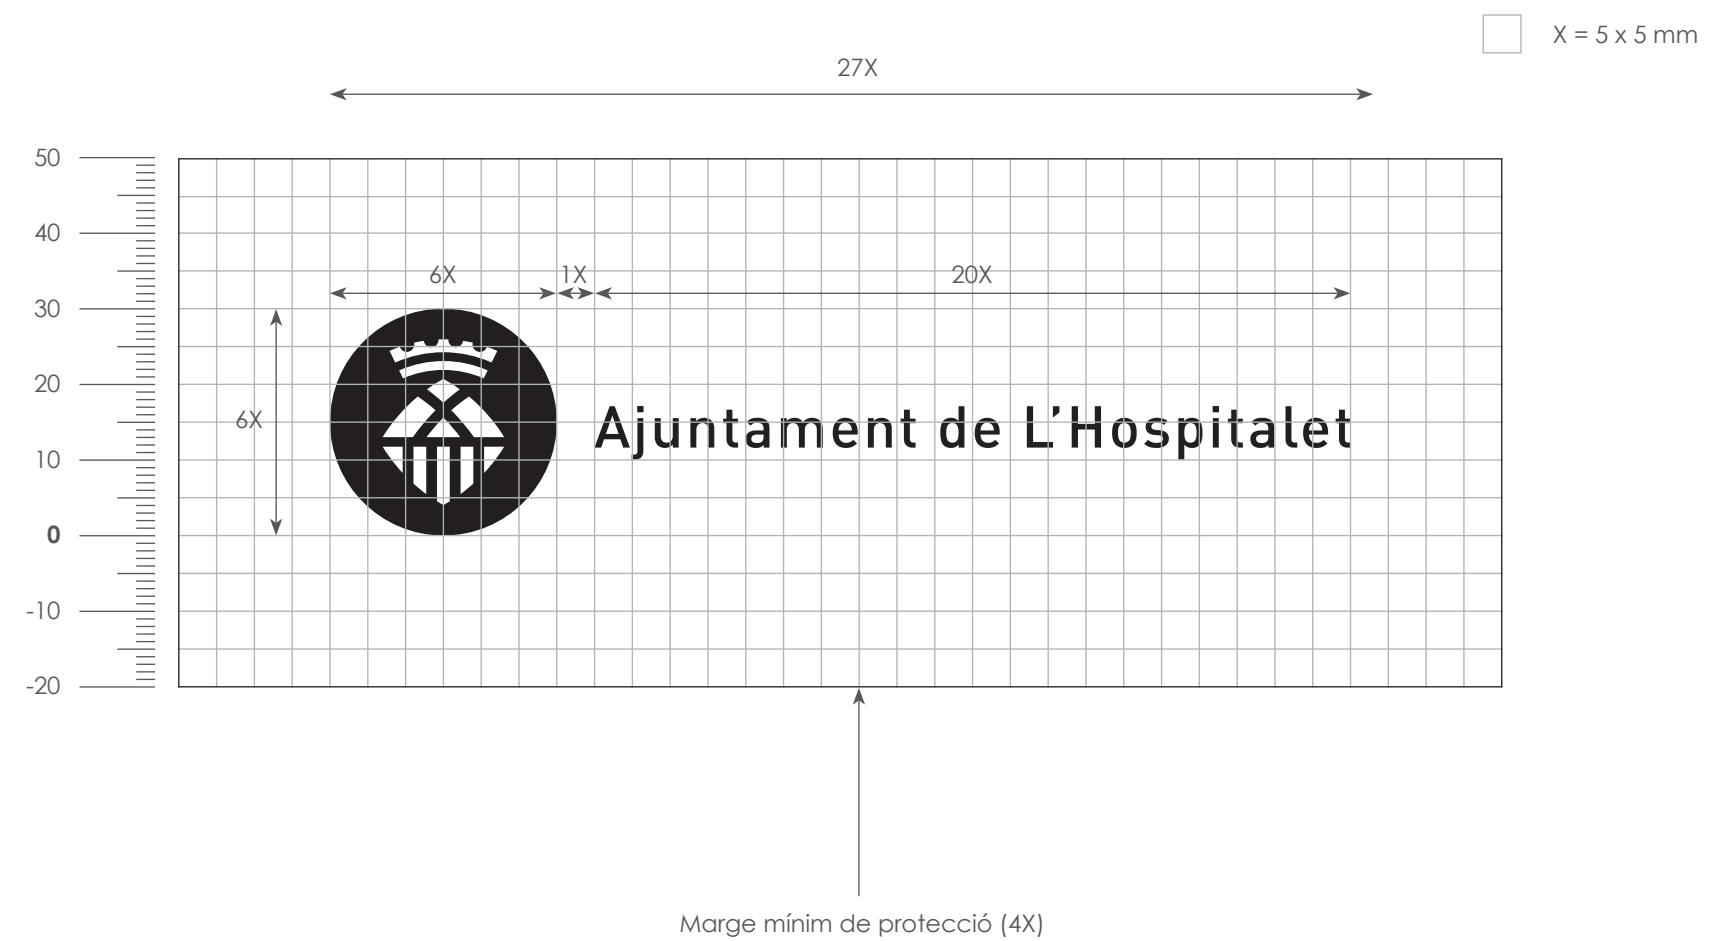 X = 5 x 5 mm
27X
50
40
6X
1X
20X
30
20
6X
Ajuntament de L'Hospitalet
10
0
-10
-20
Marge mínim de protecció (4X)